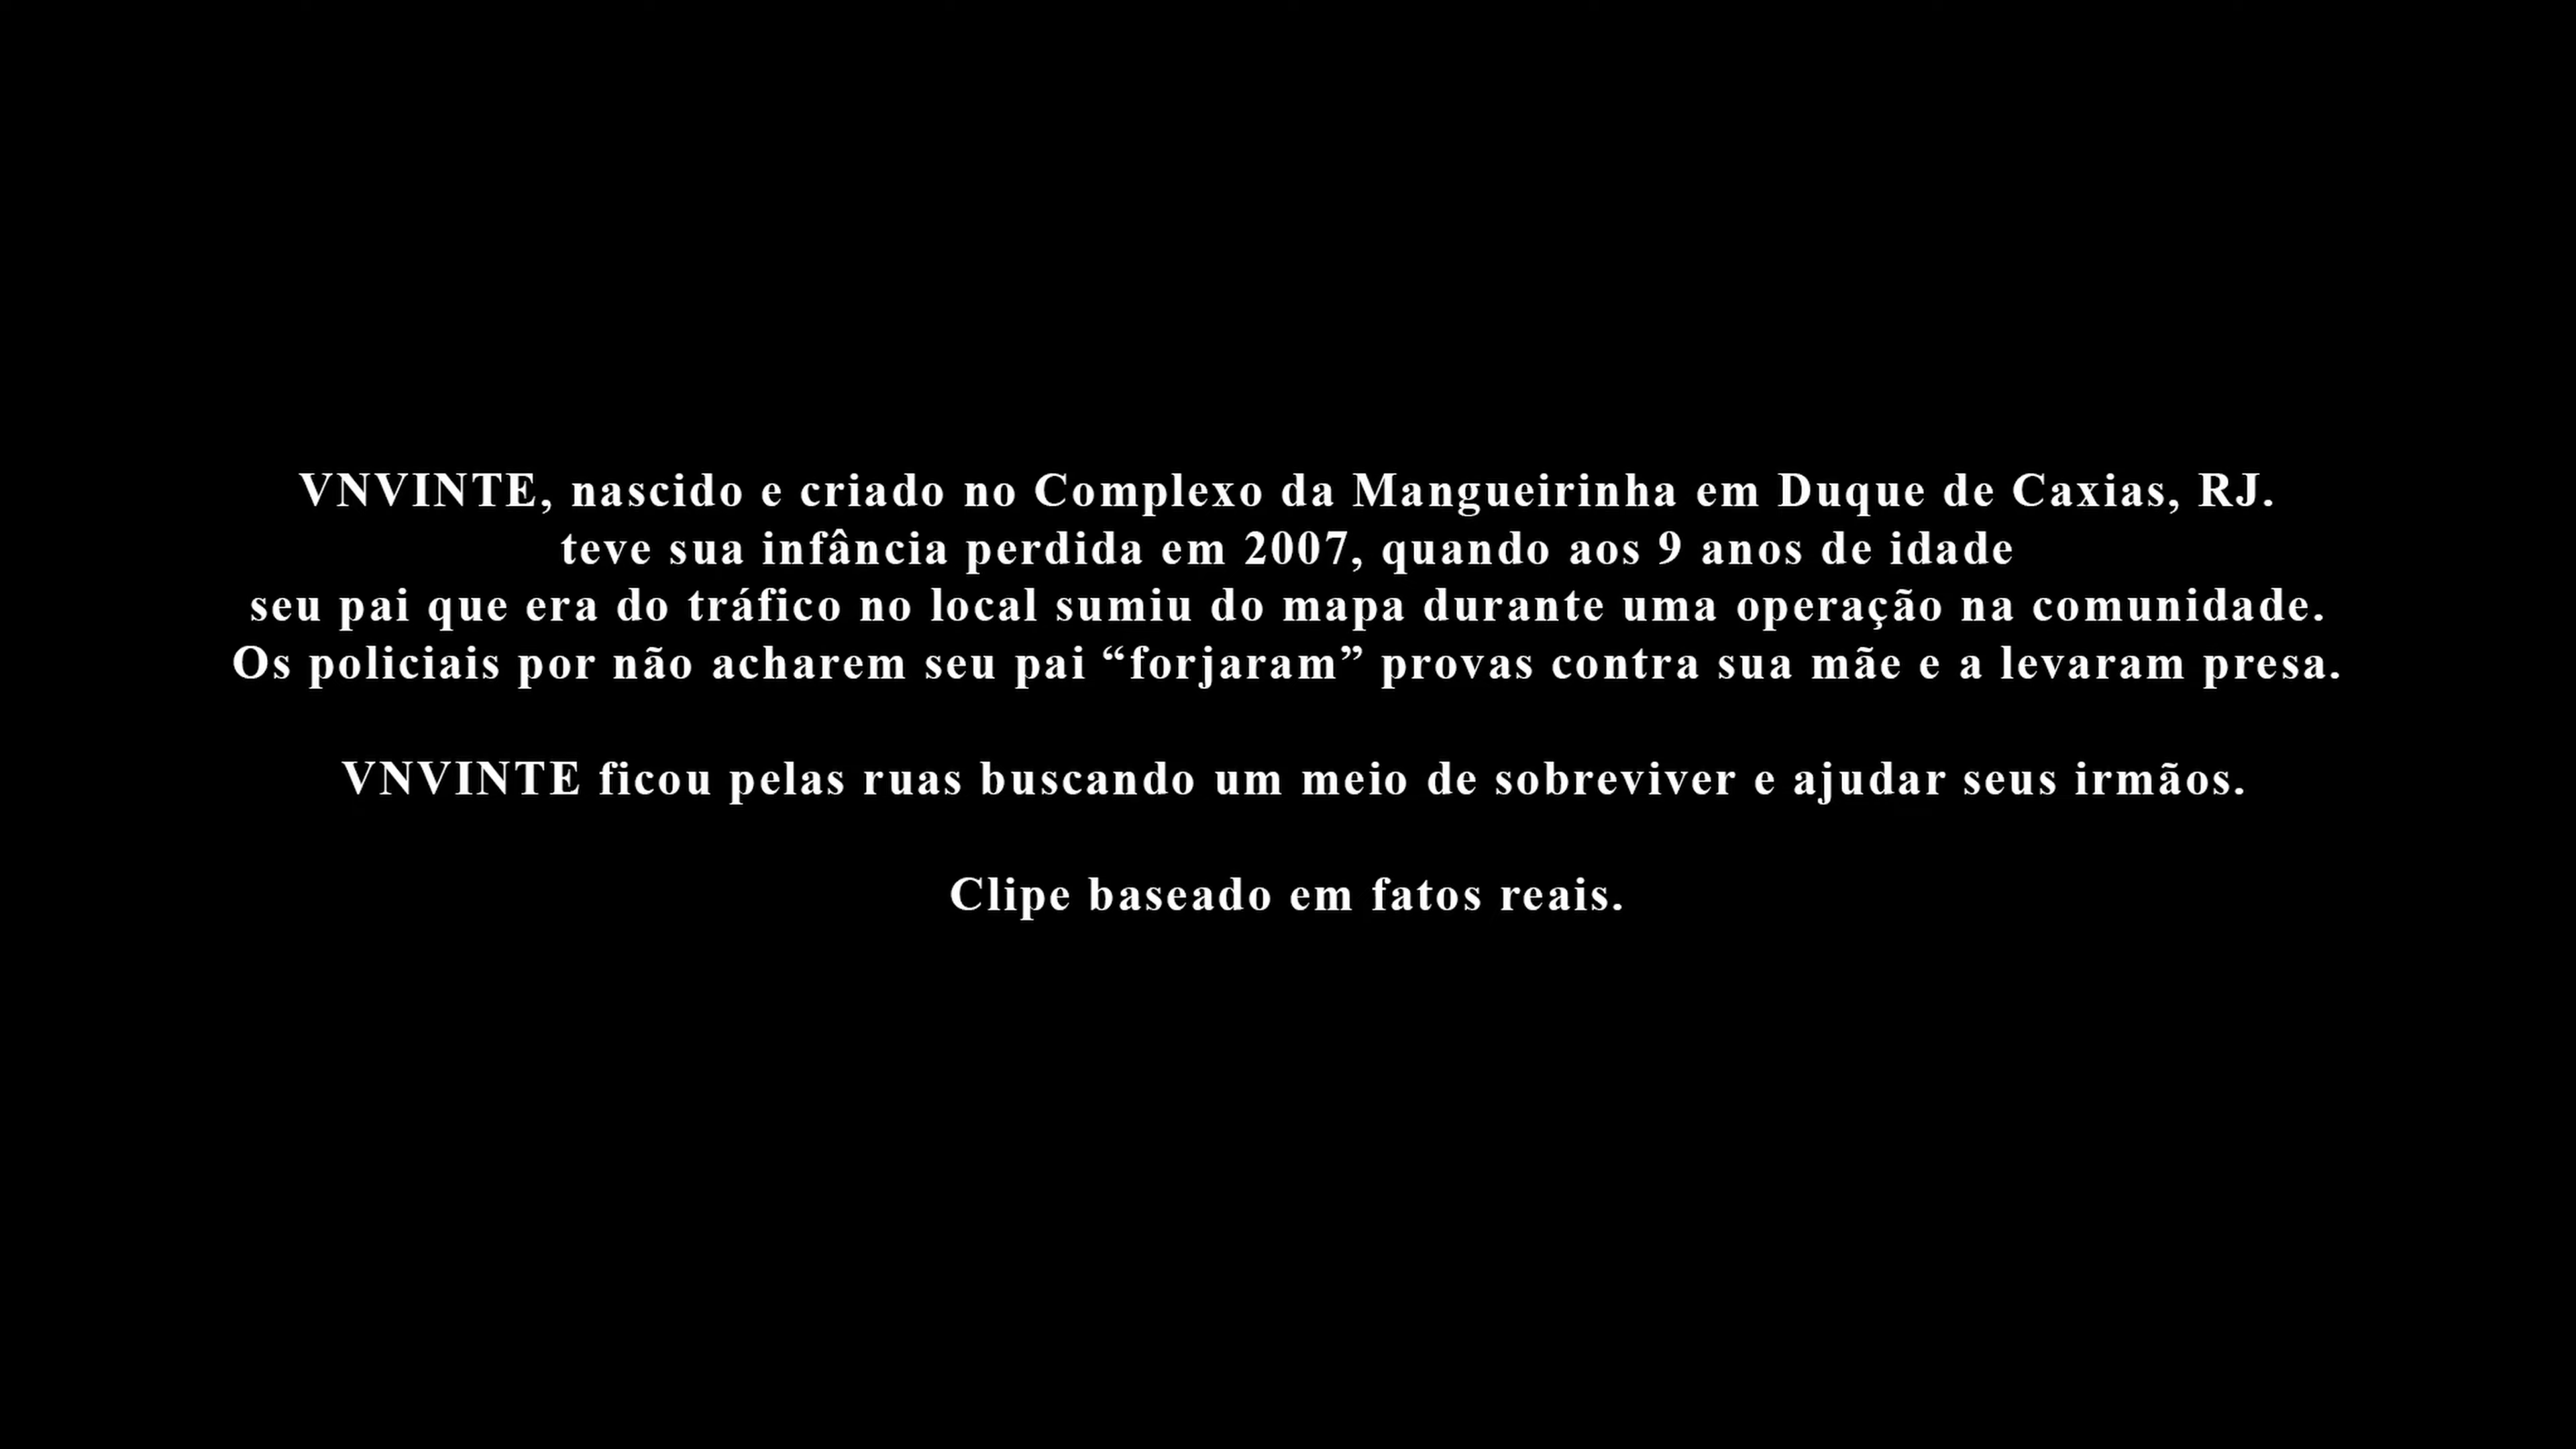 VNVINTE, nascido e criado no Complexo da Mangueirinha em Duque de Caxias, RJ.
teve sua infância perdida em 2007, quando aos 9 anos de idade
seu pai que era do tráfico no local sumiu do mapa durante uma operação na comunidade.
Os policiais por não acharem seu pai “forjaram” provas contra sua mãe e a levaram presa.
VNVINTE ficou pelas ruas buscando um meio de sobreviver e ajudar seus irmãos.
Clipe baseado em fatos reais.